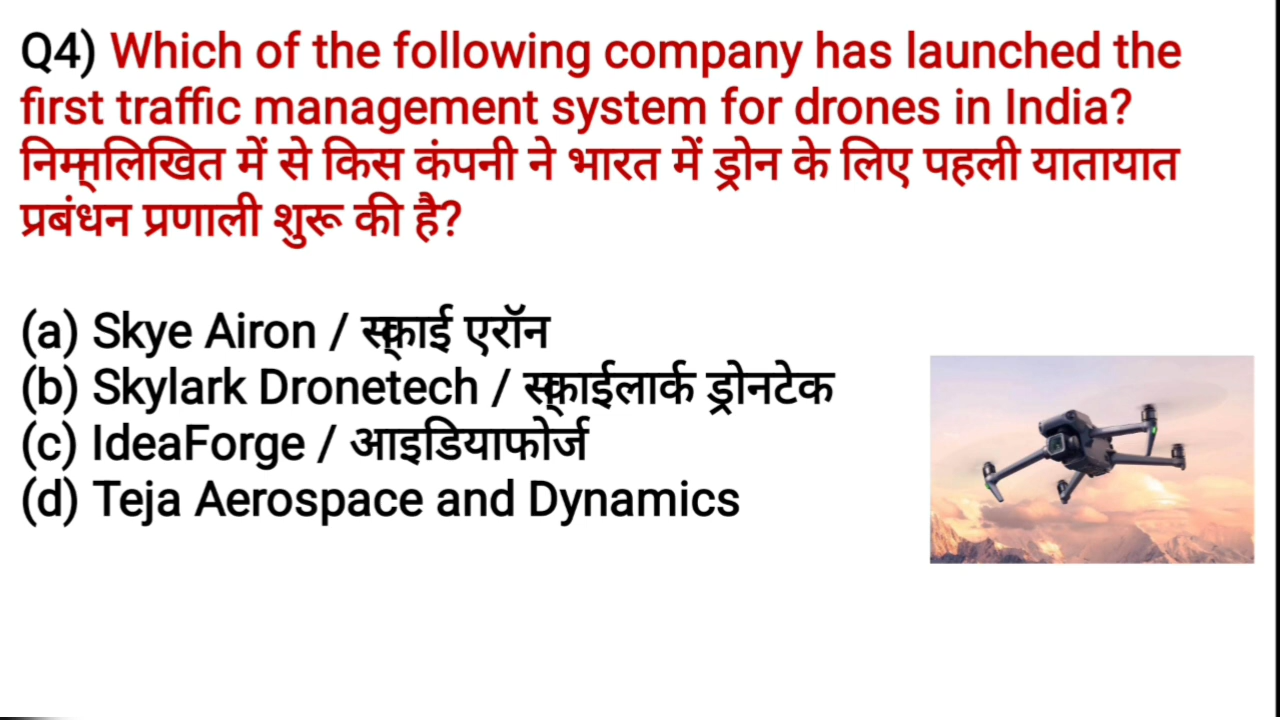 Q4) Which of the following company has launched the
first traffic management system for drones in India?
निम्नलिखित में से किस कंपनी ने भारत में ड्रोन के लिए पहली यातायात
प्रबंधन प्रणाली शुरू की है?
(a) Skye Airon / स्काई एरॉन
(b) Skylark Dronetech / स्काईलार्क ड्रोनटेक
(c) IdeaForge / आइडियाफोर्ज
(d) Teja Aerospace and Dynamics